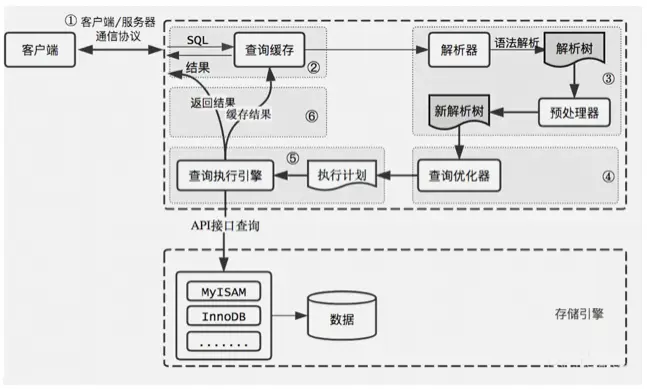 ① 客户端/服务器
通信协议
客户端
SQL
结果
查询缓存
②
解析器
语法解析
解析树
③
新解析树
预处理器
返回结果
缓存结果
⑥
查询执行引擎
⑤
执行计划
查询优化器
④
API接口查询
MyISAM
InnoDB
.......
数据
存储引擎